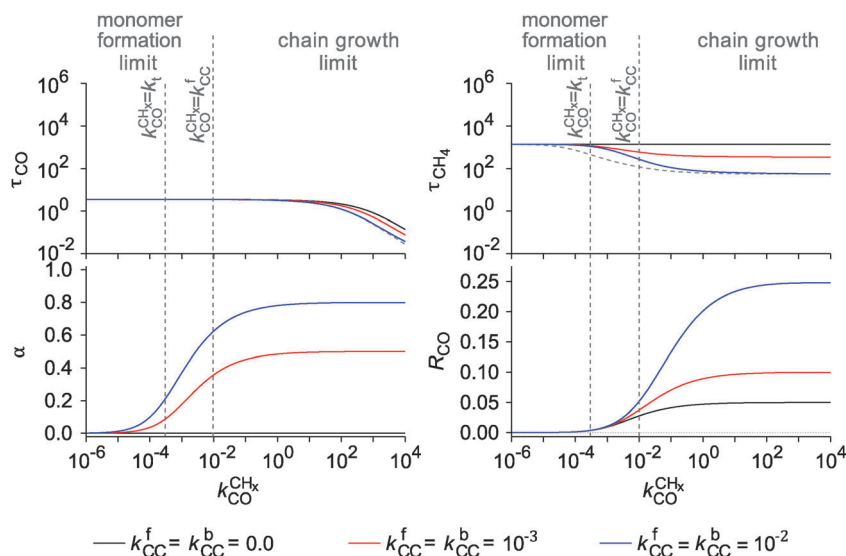 monomer
formation
limit
chain growth
limit
k_CO^CHx=k_t
k_CO^CHx=k_CC^f
τ_CO
10^6
10^4
10^2
10^0
10^-2
α
1.0
0.8
0.6
0.4
0.2
0.0
10^-6 10^-4 10^-2 10^0 10^2 10^4
k_CO^CHx
monomer
formation
limit
chain growth
limit
k_CO^CHx=k_t
k_CO^CHx=k_CC^f
τ_CH4
10^6
10^4
10^2
10^0
10^-2
R_CO
0.25
0.20
0.15
0.10
0.05
0.00
10^-6 10^-4 10^-2 10^0 10^2 10^4
k_CO^CHx
k_CC^f = k_CC^b = 0.0 k_CC^f = k_CC^b = 10^-3 k_CC^f = k_CC^b = 10^-2